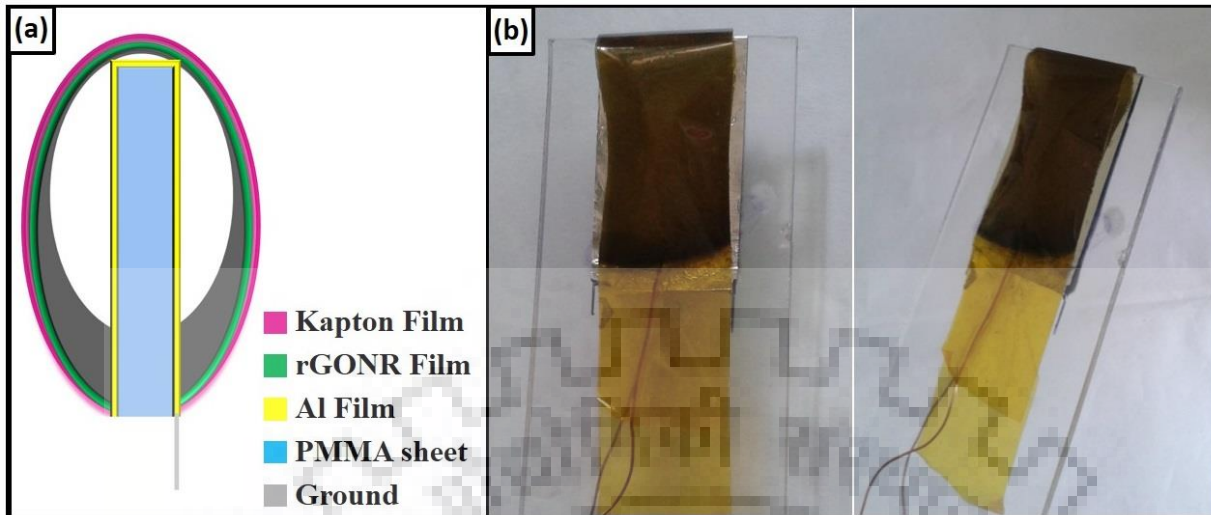 (a)
(b)
Kapton Film
rGONR Film
Al Film
PMMA sheet
Ground